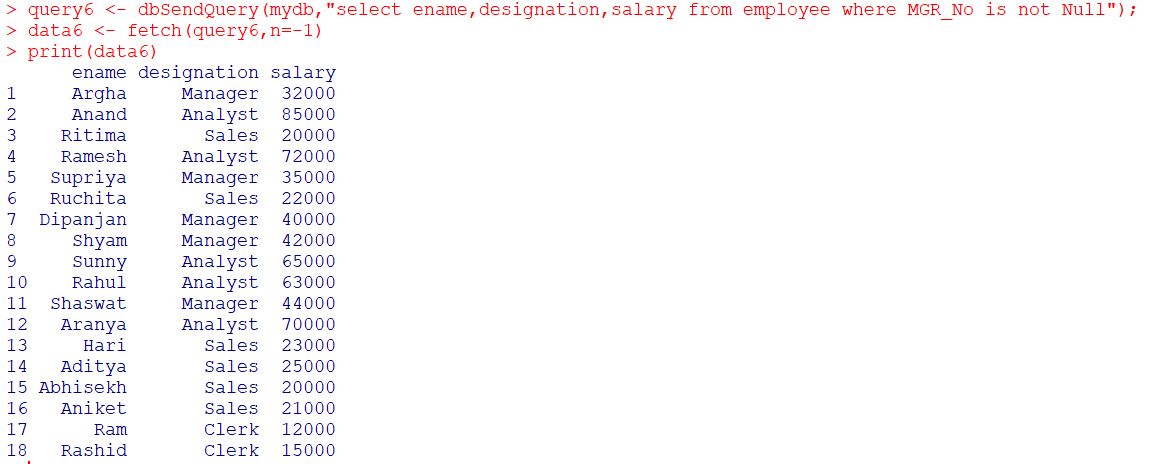 > query6 <- dbSendQuery(mydb,"select ename,designation,salary from employee where MGR_No is not Null");
> data6 <- fetch(query6,n=-1)
> print(data6)
      ename designation salary
1     Argha     Manager  32000
2     Anand     Analyst  85000
3    Ritima       Sales  20000
4    Ramesh     Analyst  72000
5   Supriya     Manager  35000
6   Ruchita       Sales  22000
7  Dipanjan     Manager  40000
8     Shyam     Manager  42000
9     Sunny     Analyst  65000
10    Rahul     Analyst  63000
11  Shaswat     Manager  44000
12   Aranya     Analyst  70000
13     Hari       Sales  23000
14   Aditya       Sales  25000
15 Abhisekh       Sales  20000
16   Aniket       Sales  21000
17      Ram       Clerk  12000
18   Rashid       Clerk  15000